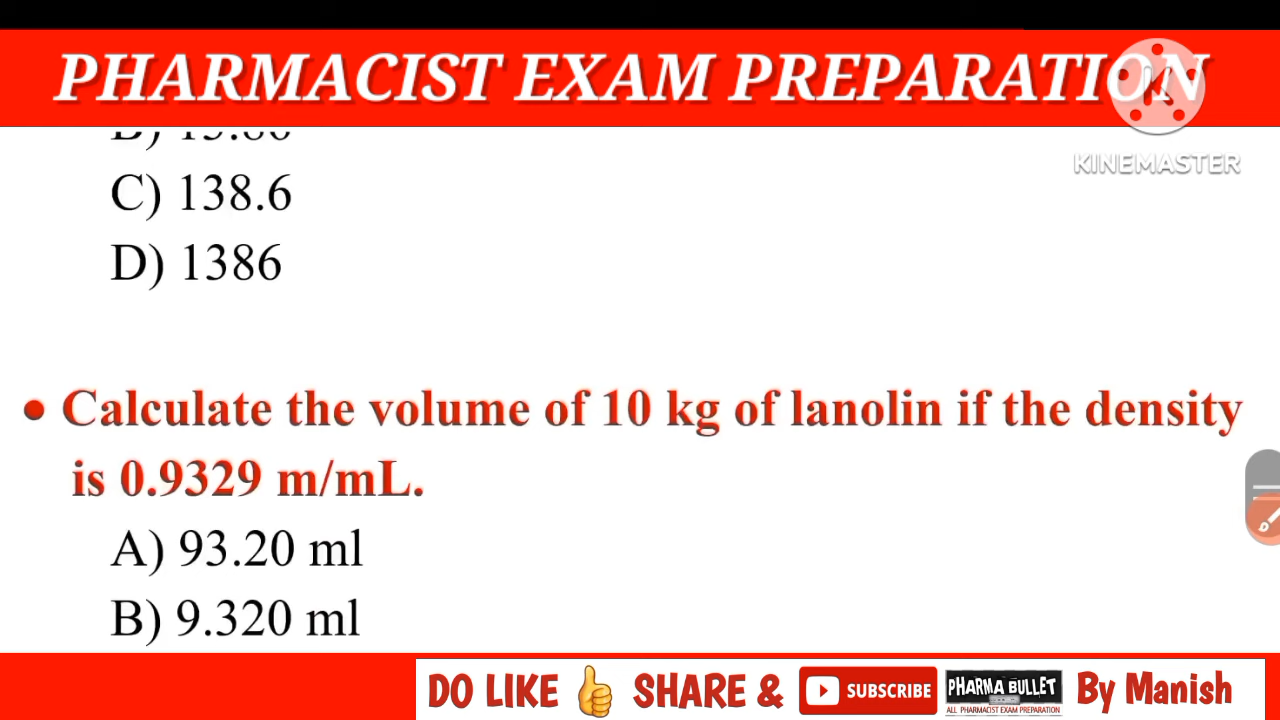 PHARMACIST EXAM PREPARATION
KINEMASTER
C) 138.6
D) 1386
• Calculate the volume of 10 kg of lanolin if the density
is 0.9329 m/mL.
A) 93.20 ml
B) 9.320 ml
DO LIKE 👍 SHARE & SUBSCRIBE PHARMA BULLET By Manish
ALL PHARMACIST EXAM PREPARATION